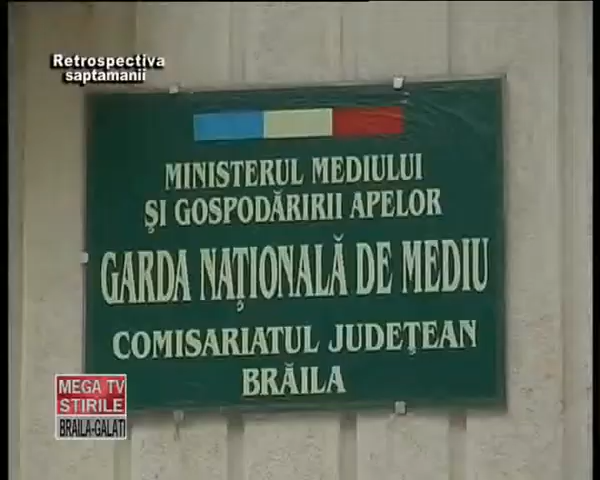 Retrospectiva
saptamanii
MINISTERUL MEDIULUI
ŞI GOSPODĂRIRII APELOR
GARDA NAŢIONALĂ DE MEDIU
COMISARIATUL JUDEŢEAN
BRĂILA
MEGA TV
STIRILE
BRAILA-GALATI